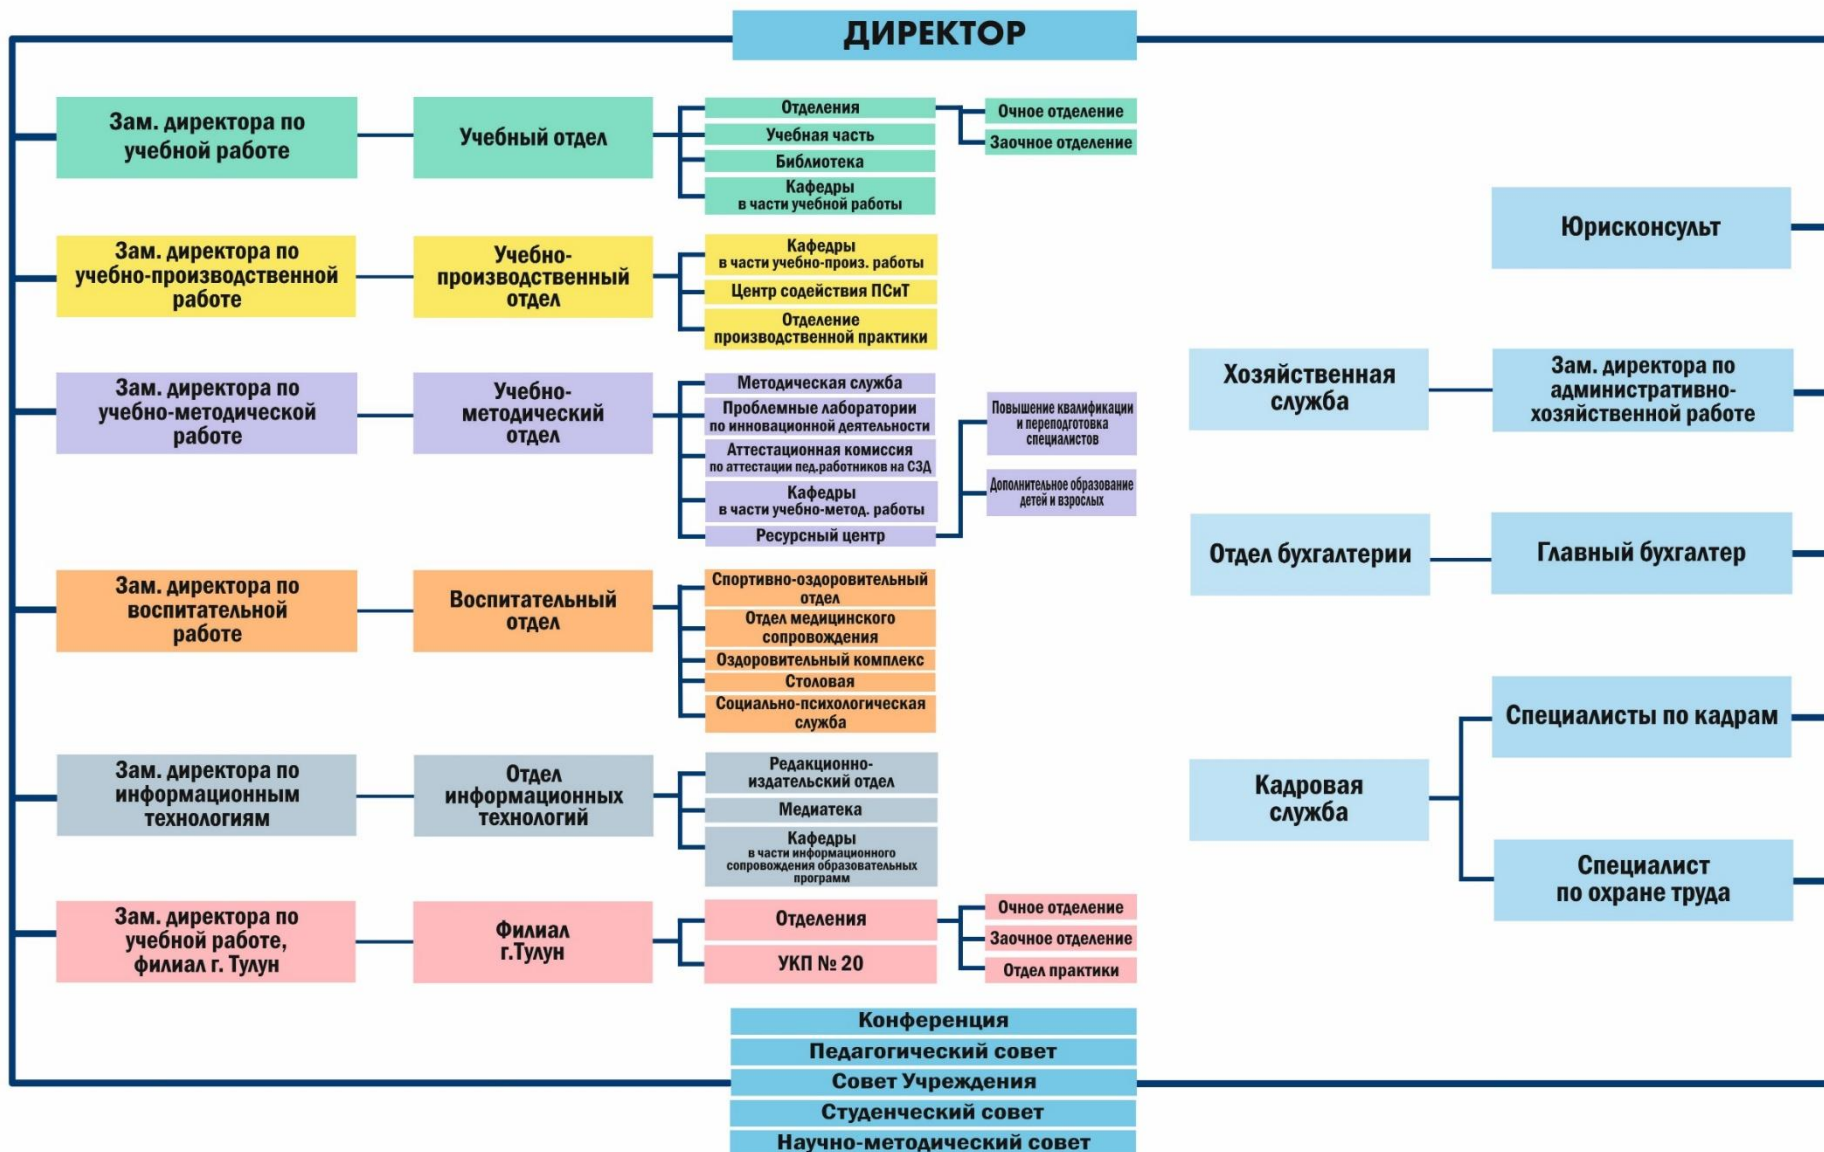 ДИРЕКТОР
Зам. директора по
учебной работе
Учебный отдел
Отделения
Учебная часть
Библиотека
Кафедры
в части учебной работы
Очное отделение
Заочное отделение
Зам. директора по
учебно-производственной
работе
Учебно-
производственный
отдел
Кафедры
в части учебно-произ. работы
Центр содействия ПСиТ
Отделение
производственной практики
Зам. директора по
учебно-методической
работе
Учебно-
методический
отдел
Методическая служба
Проблемные лаборатории
по инновационной деятельности
Аттестационная комиссия
по аттестации пед.работников на СЗД
Кафедры
в части учебно-метод. работы
Ресурсный центр
Повышение квалификации
и переподготовка
специалистов
Дополнительное образование
детей и взрослых
Зам. директора по
воспитательной
работе
Воспитательный
отдел
Спортивно-оздоровительный
отдел
Отдел медицинского
сопровождения
Оздоровительный комплекс
Столовая
Социально-психологическая
служба
Зам. директора по
информационным
технологиям
Отдел
информационных
технологий
Редакционно-
издательский отдел
Медиатека
Кафедры
в части информационного
сопровождения образовательных
программ
Зам. директора по
учебной работе,
филиал г. Тулун
Филиал
г.Тулун
Отделения
УКП № 20
Очное отделение
Заочное отделение
Отдел практики
Юрисконсульт
Хозяйственная
служба
Зам. директора по
административно-
хозяйственной работе
Отдел бухгалтерии
Главный бухгалтер
Кадровая
служба
Специалисты по кадрам
Специалист
по охране труда
Конференция
Педагогический совет
Совет Учреждения
Студенческий совет
Научно-методический совет